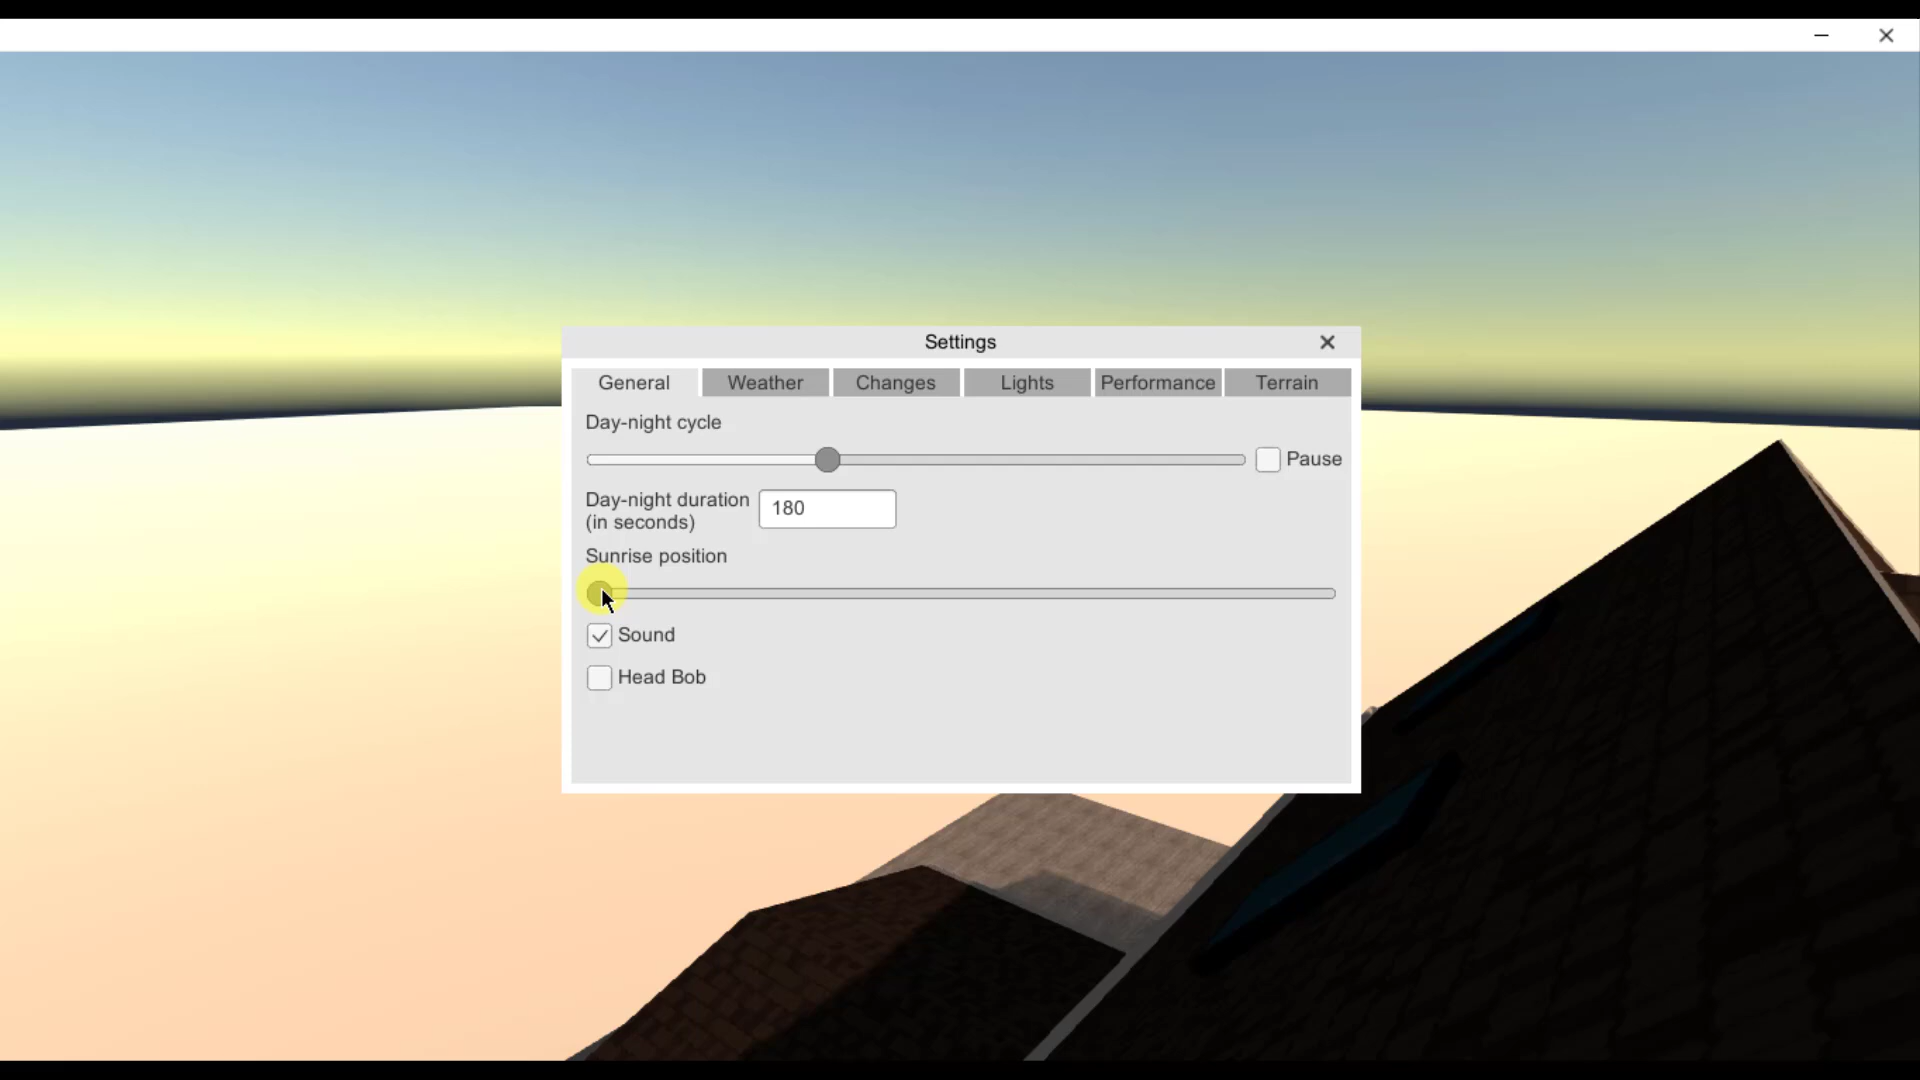 Settings
General
Weather
Changes
Lights
Performance
Terrain
Day-night cycle
Pause
Day-night duration
(in seconds)
180
Sunrise position
Sound
Head Bob